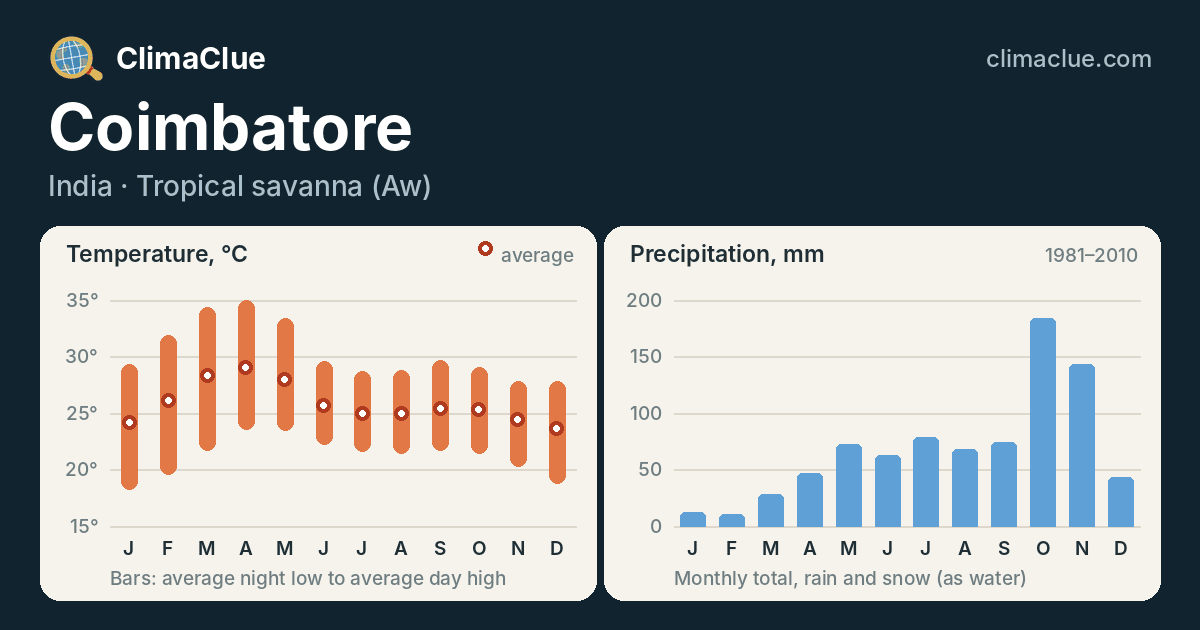 ClimaClue
climaclue.com
Coimbatore
India · Tropical savanna (Aw)
Temperature, °C
average
35°
30°
25°
20°
15°
J F M A M J J A S O N D
Bars: average night low to average day high
Precipitation, mm
1981–2010
200
150
100
50
0
J F M A M J J A S O N D
Monthly total, rain and snow (as water)